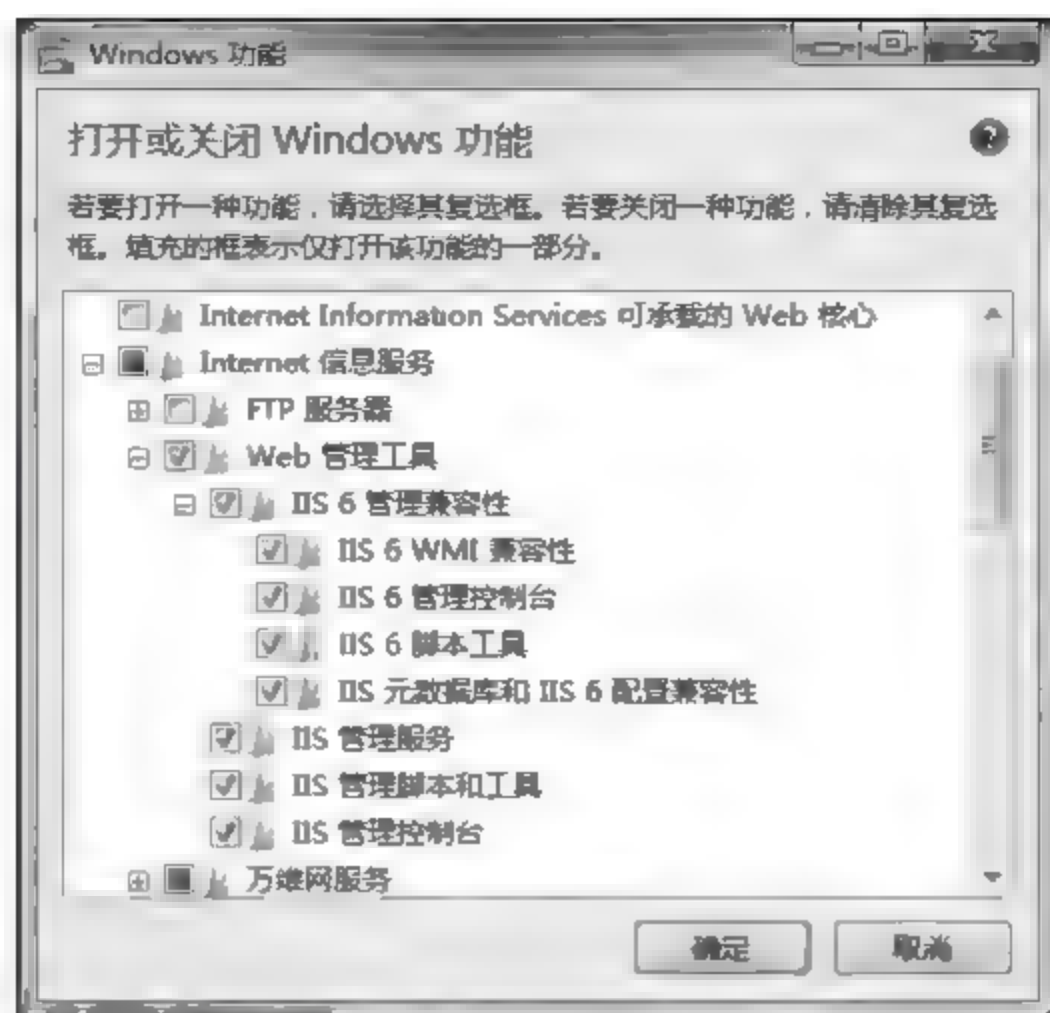 Windows 功能
打开或关闭 Windows 功能
若要打开一种功能，请选择其复选框。若要关闭一种功能，请清除其复选
框。填充的框表示仅打开该功能的一部分。
Internet Information Services 可承载的 Web 核心
Internet 信息服务
FTP 服务器
Web 管理工具
IIS 6 管理兼容性
IIS 6 WMI 兼容性
IIS 6 管理控制台
IIS 6 脚本工具
IIS 元数据库和 IIS 6 配置兼容性
IIS 管理服务
IIS 管理脚本和工具
IIS 管理控制台
万维网服务
确定 取消